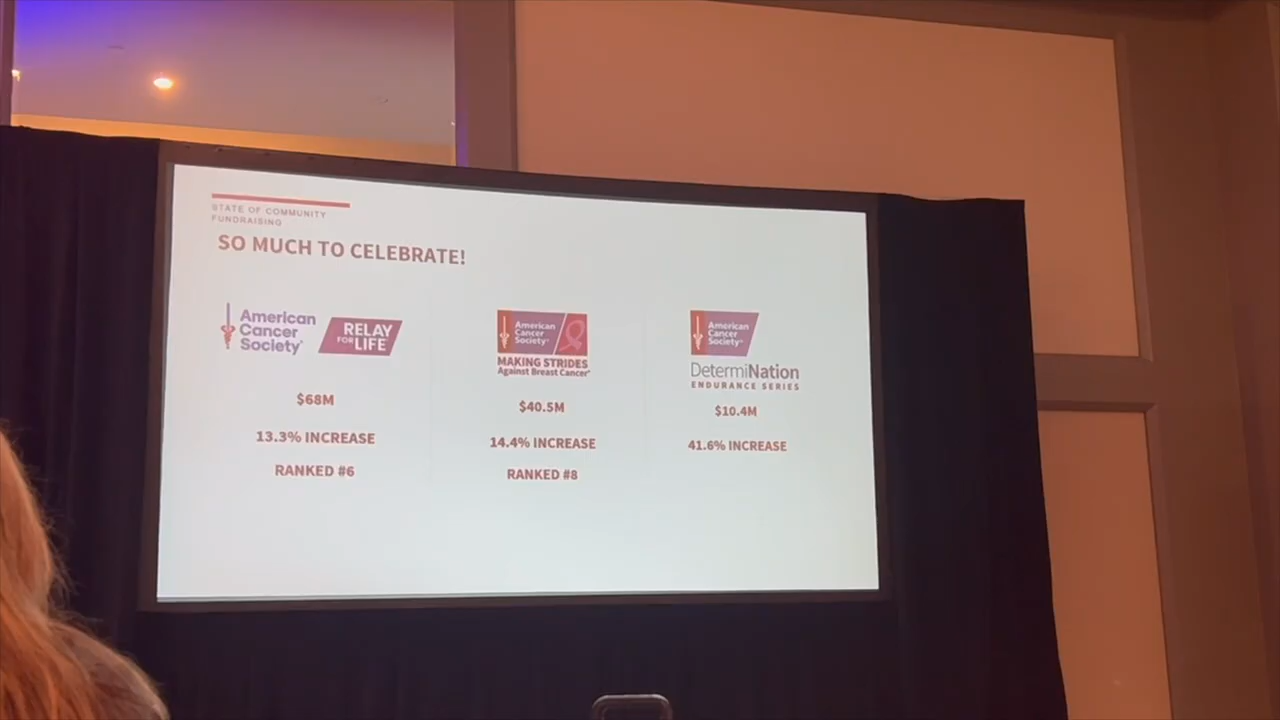 STATE OF COMMUNITY
FUNDRAISING
SO MUCH TO CELEBRATE!
American
Cancer
Society®
RELAY
FOR LIFE
$68M
13.3% INCREASE
RANKED #6
American
Cancer
Society®
MAKING STRIDES
Against Breast Cancer®
$40.5M
14.4% INCREASE
RANKED #8
American
Cancer
Society®
DetermiNation
ENDURANCE SERIES
$10.4M
41.6% INCREASE